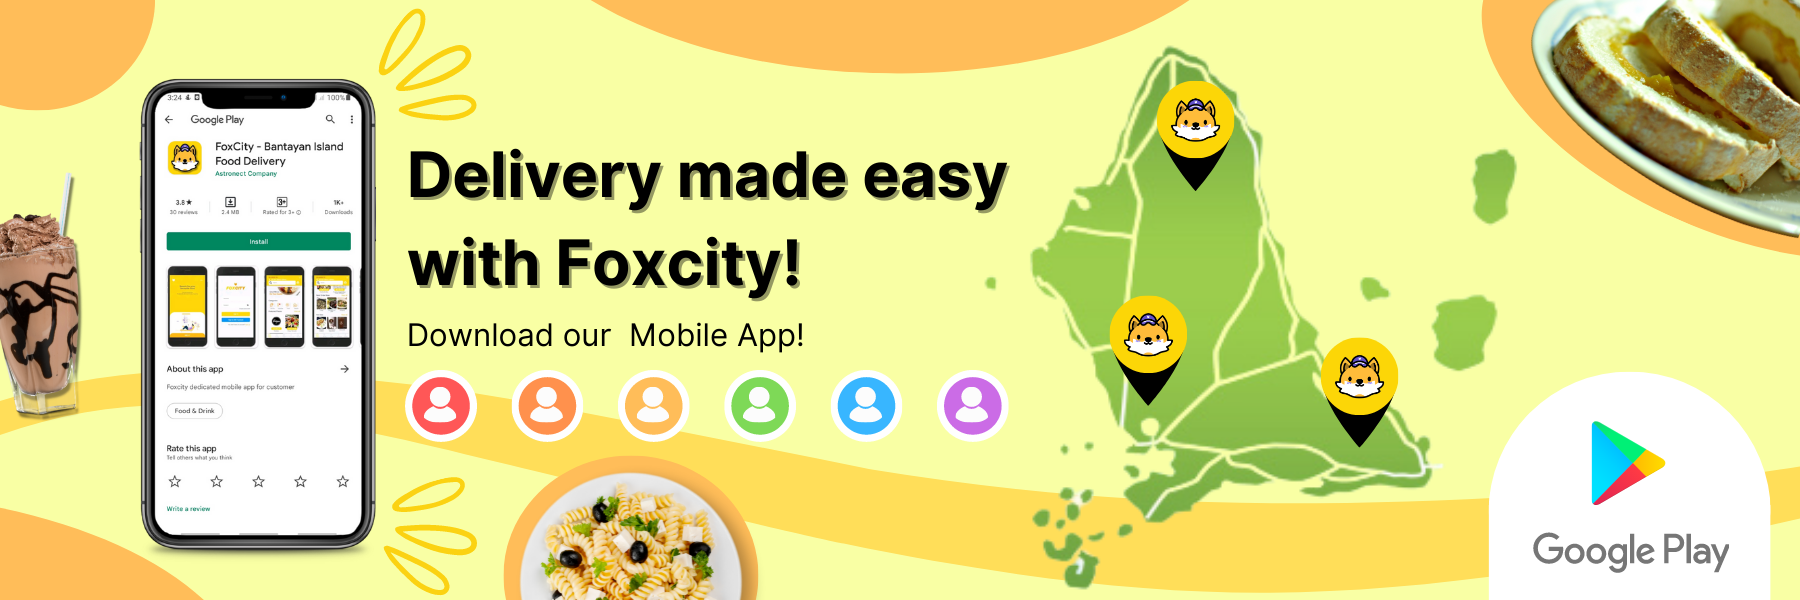 3:24
100%
Google Play
FoxCity - Bantayan Island
Food Delivery
Astronect Company
3.8★
30 reviews
2.4 MB
3+
Rated for 3+
1K+
Downloads
Install
About this app
Foxcity dedicated mobile app for customer
Food & Drink
Rate this app
Tell others what you think
Write a review
Delivery made easy
with Foxcity!
Download our Mobile App!
Google Play